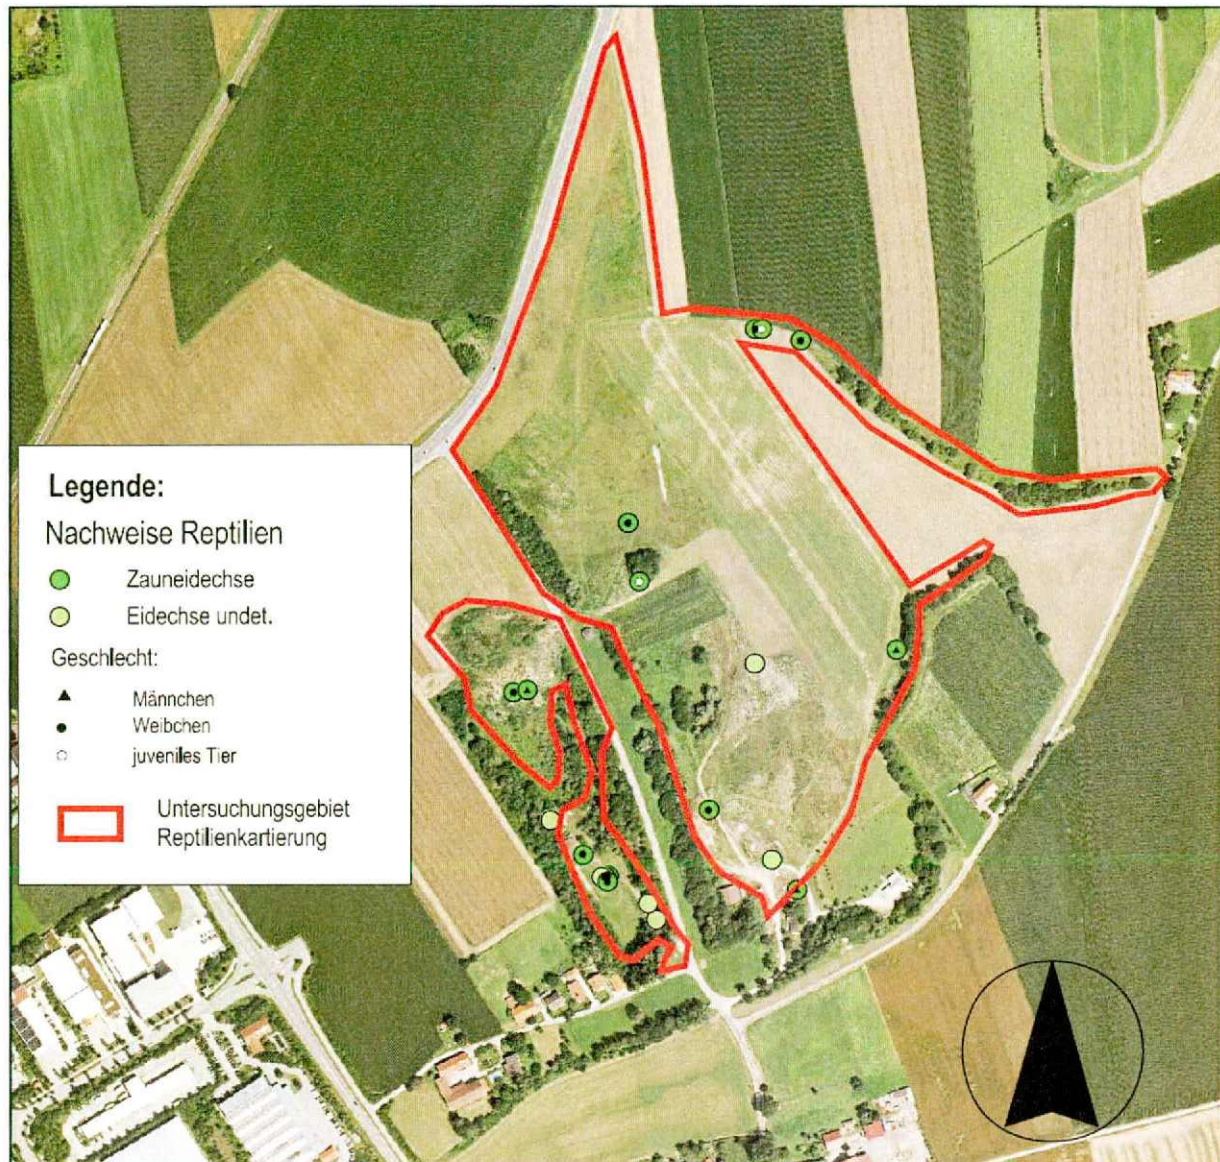 Legende:
Nachweise Reptilien
Zauneidechse
Eidechse undet.
Geschlecht:
Männchen
Weibchen
juveniles Tier
Untersuchungsgebiet
Reptilienkartierung